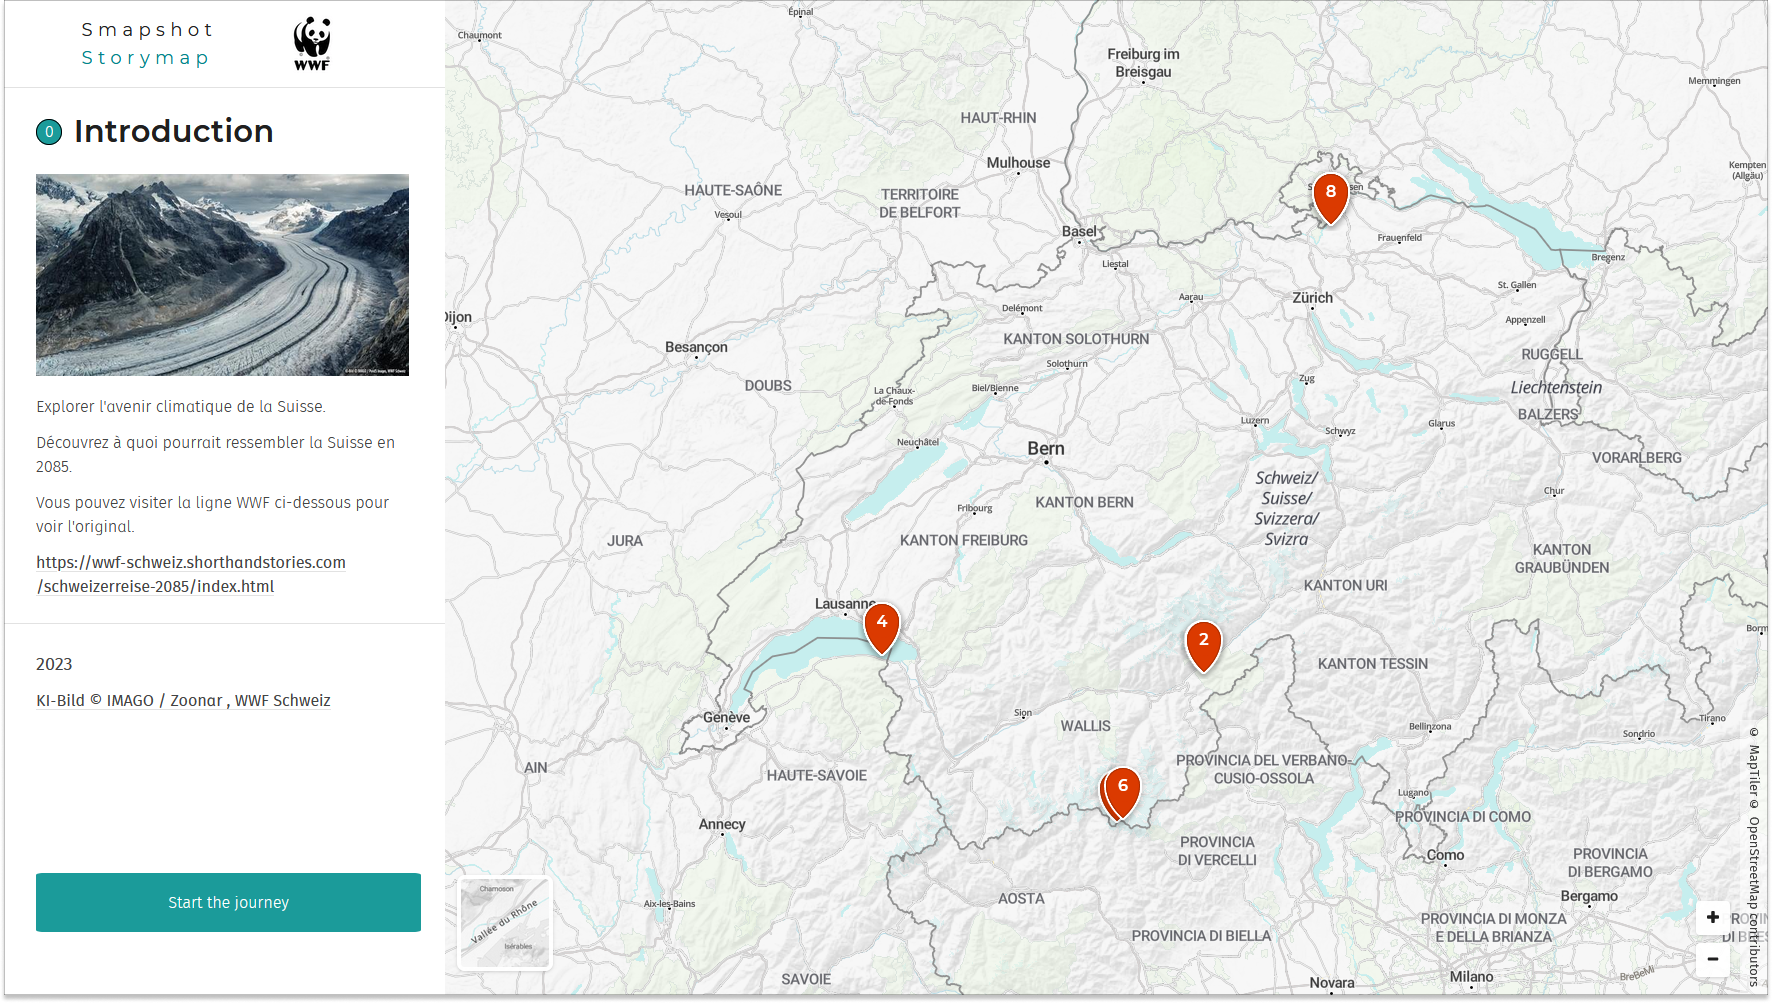 Smapshot
Storymap
WWF
0 Introduction
Explorer l'avenir climatique de la Suisse.
Découvrez à quoi pourrait ressembler la Suisse en
2085.
Vous pouvez visiter la ligne WWF ci-dessous pour
voir l'original.
https://wwf-schweiz.shorthandstories.com
/schweizerreise-2085/index.html
2023
KI-Bild © IMAGO / Zoonar , WWF Schweiz
Start the journey
Épinal
Chaumont
Freiburg im
Breisgau
Memmingen
HAUT-RHIN
Mulhouse
Kempten
(Allgäu)
HAUTE-SAÔNE
Vesoul
TERRITOIRE
DE BELFORT
8
Basel
Frauenfeld
Liestal
Bregenz
St. Gallen
Aarau
Zürich
Delémont
Dijon
Appenzell
KANTON SOLOTHURN
Besançon
RUGGELL
Solothurn
DOUBS
La Chaux-
de-Fonds
Biel/Bienne
Zug
Liechtenstein
BALZERS
Luzern
Schwyz
Glarus
Neuchâtel
Bern
VORARLBERG
Schweiz/
Suisse/
Svizzera/
Svizra
Chur
KANTON BERN
Fribourg
JURA
KANTON FREIBURG
KANTON
GRAUBÜNDEN
KANTON URI
Lausanne
4
2
Borm
KANTON TESSIN
Sion
Genève
WALLIS
Bellinzona
Tirano
Sondrio
AIN
HAUTE-SAVOIE
PROVINCIA DEL VERBANO-
CUSIO-OSSOLA
6
Lugano
PROVINCIA DI COMO
Annecy
PROVINCIA
DI VERCELLI
Como
PROVINCIA
DI BERGAMO
Chamoson
Vallée du Rhône
Isérables
Aix-les-Bains
AOSTA
Bergamo
PROVINCIA DI MONZA
E DELLA BRIANZA
PROVINCIA DI BIELLA
SAVOIE
Novara
Milano
BreBeMi
+
−
© MapTiler © OpenStreetMap contributors